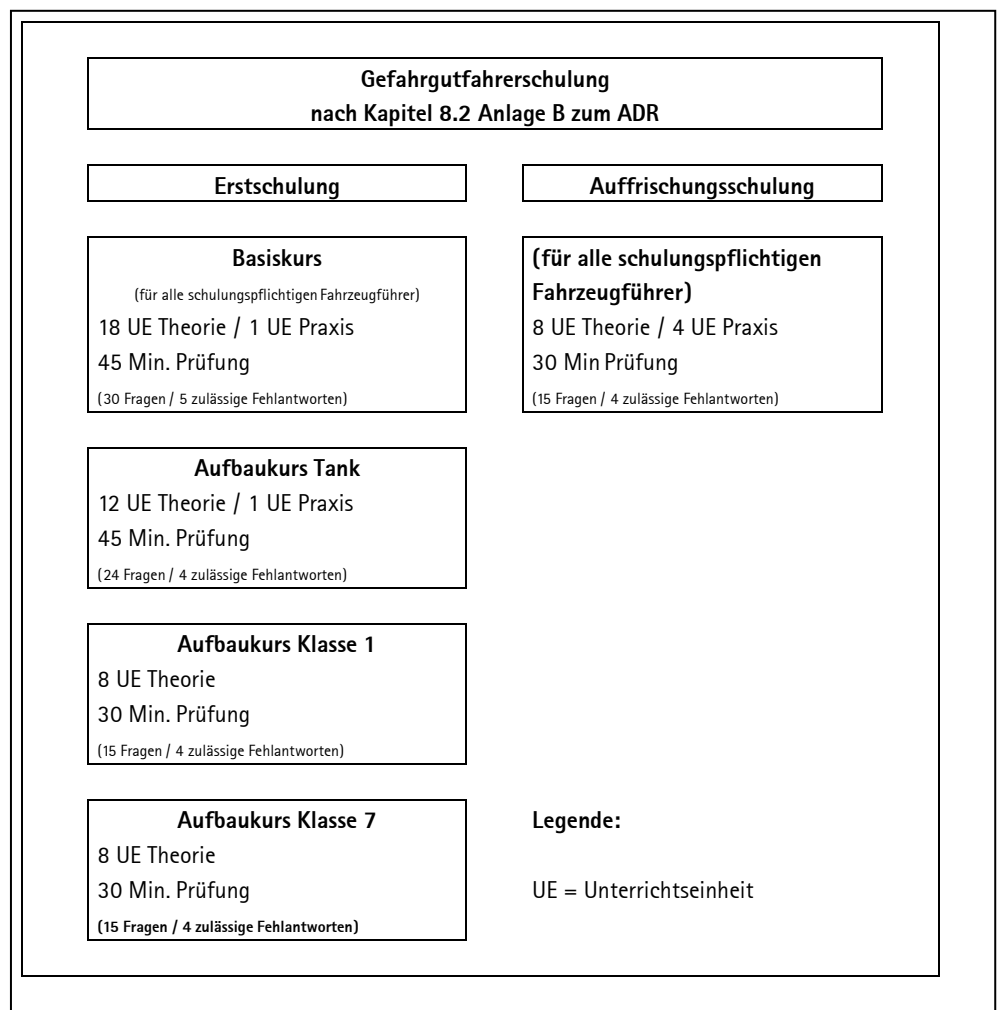 Gefahrgutfahrerschulung
nach Kapitel 8.2 Anlage B zum ADR
Erstschulung
Auffrischungsschulung
Basiskurs
(für alle schulungspflichtigen Fahrzeugführer)
18 UE Theorie / 1 UE Praxis
45 Min. Prüfung
(30 Fragen / 5 zulässige Fehlantworten)
(für alle schulungspflichtigen
Fahrzeugführer)
8 UE Theorie / 4 UE Praxis
30 Min Prüfung
(15 Fragen / 4 zulässige Fehlantworten)
Aufbaukurs Tank
12 UE Theorie / 1 UE Praxis
45 Min. Prüfung
(24 Fragen / 4 zulässige Fehlantworten)
Aufbaukurs Klasse 1
8 UE Theorie
30 Min. Prüfung
(15 Fragen / 4 zulässige Fehlantworten)
Aufbaukurs Klasse 7
8 UE Theorie
30 Min. Prüfung
(15 Fragen / 4 zulässige Fehlantworten)
Legende:
UE = Unterrichtseinheit